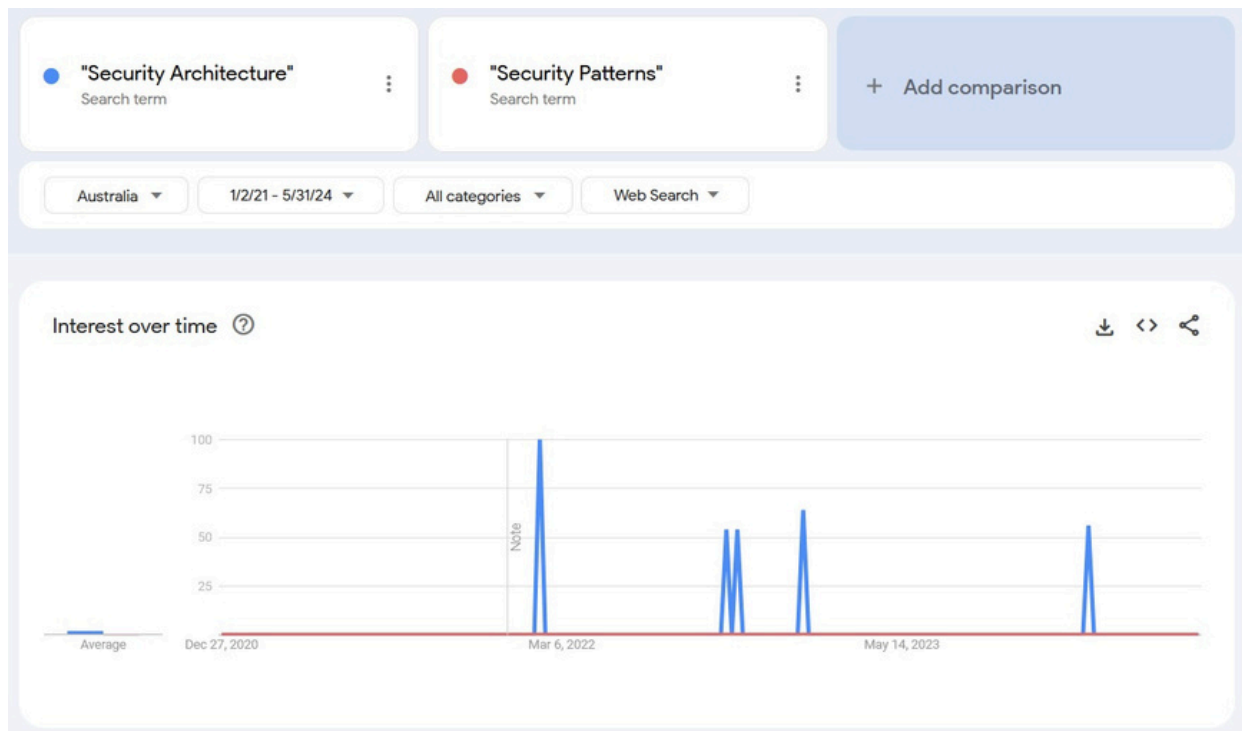 "Security Architecture"
Search term
"Security Patterns"
Search term
+ Add comparison
Australia
1/2/21 - 5/31/24
All categories
Web Search
Interest over time
100
75
50
25
Note
Average
Dec 27, 2020
Mar 6, 2022
May 14, 2023